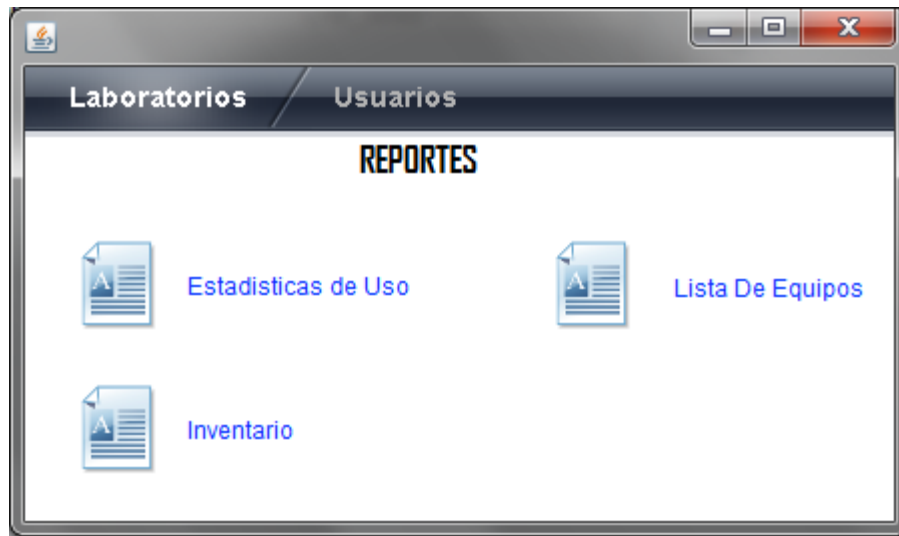 Laboratorios Usuarios
REPORTES
Estadisticas de Uso Lista De Equipos
Inventario